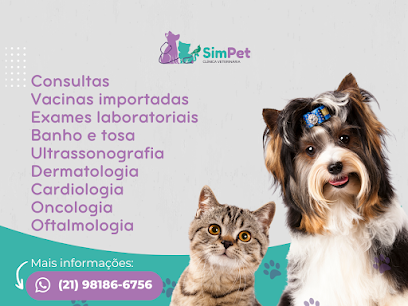 SimPet
CLÍNICA VETERINÁRIA
Consultas
Vacinas importadas
Exames laboratoriais
Banho e tosa
Ultrassonografia
Dermatologia
Cardiologia
Oncologia
Oftalmologia
Mais informações:
(21) 98186-6756